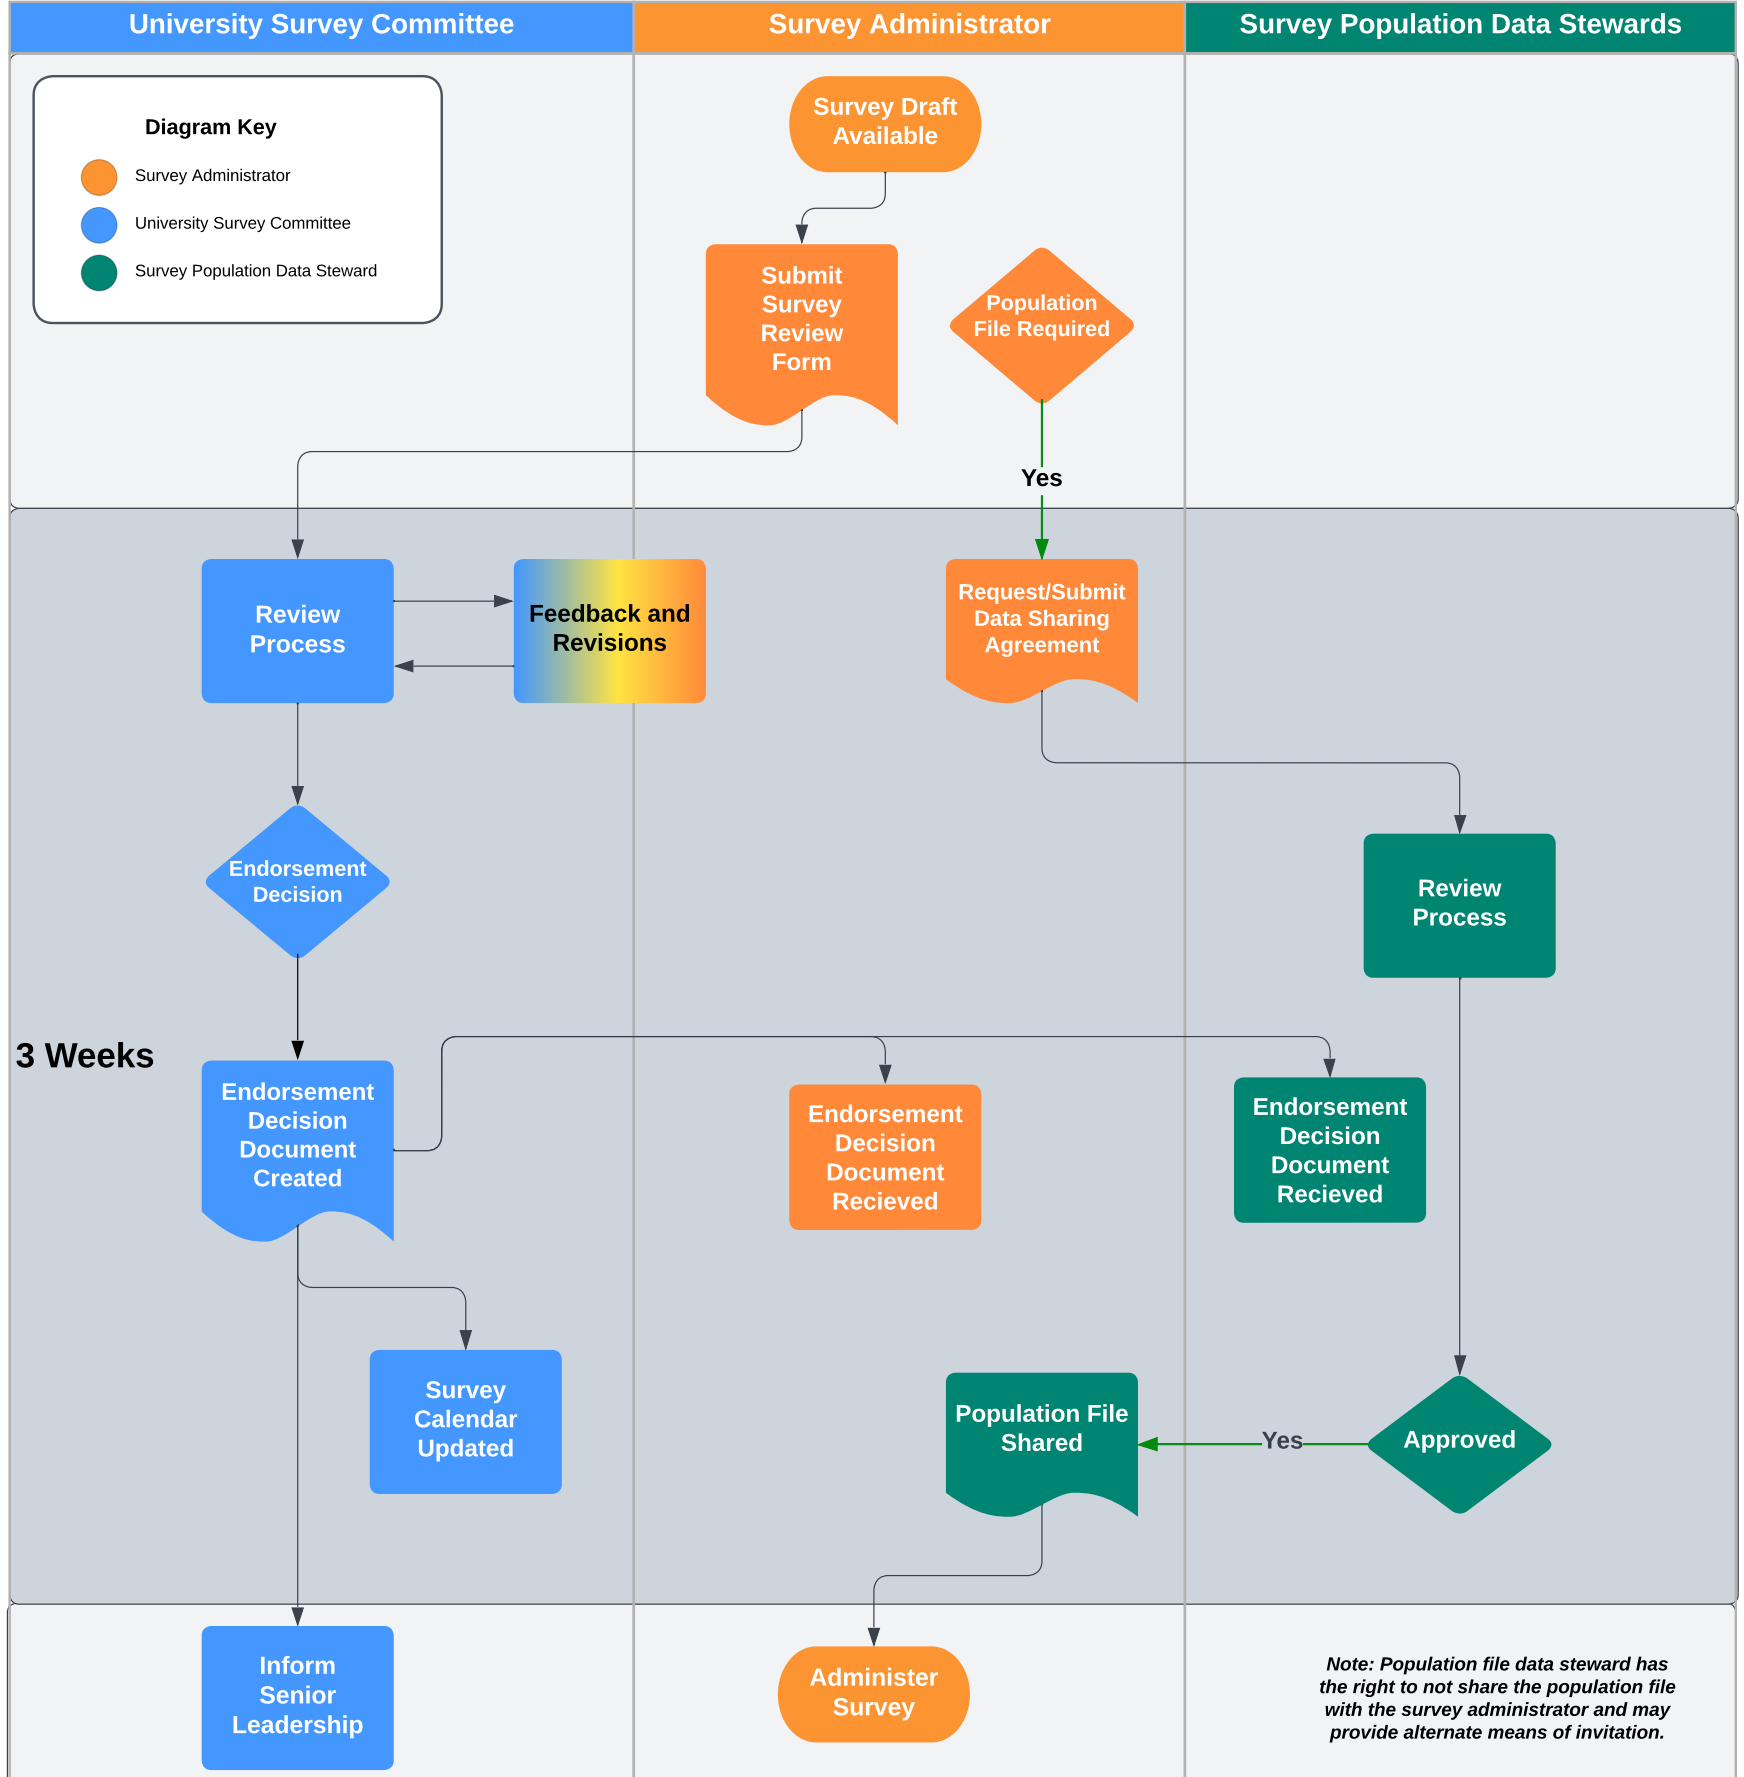 University Survey Committee
Survey Administrator
Survey Population Data Stewards
Diagram Key
Survey Administrator
University Survey Committee
Survey Population Data Steward
Survey Draft
Available
Submit
Survey
Review
Form
Population
File Required
Yes
Review
Process
Feedback and
Revisions
Request/Submit
Data Sharing
Agreement
Endorsement
Decision
Review
Process
3 Weeks
Endorsement
Decision
Document
Created
Endorsement
Decision
Document
Recieved
Endorsement
Decision
Document
Recieved
Survey
Calendar
Updated
Population File
Shared
Yes
Approved
Inform
Senior
Leadership
Administer
Survey
Note: Population file data steward has
the right to not share the population file
with the survey administrator and may
provide alternate means of invitation.